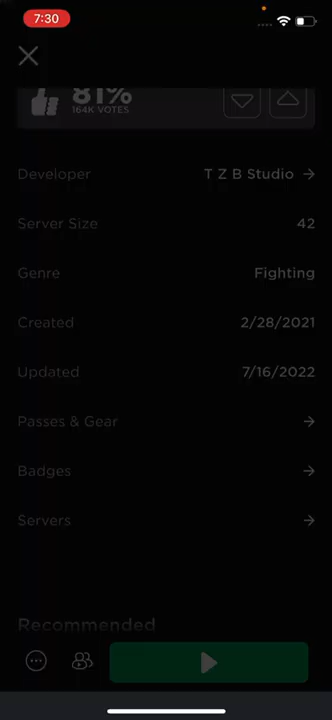 7:30
81%
164K VOTES
Developer T Z B Studio
Server Size 42
Genre Fighting
Created 2/28/2021
Updated 7/16/2022
Passes & Gear
Badges
Servers
Recommended